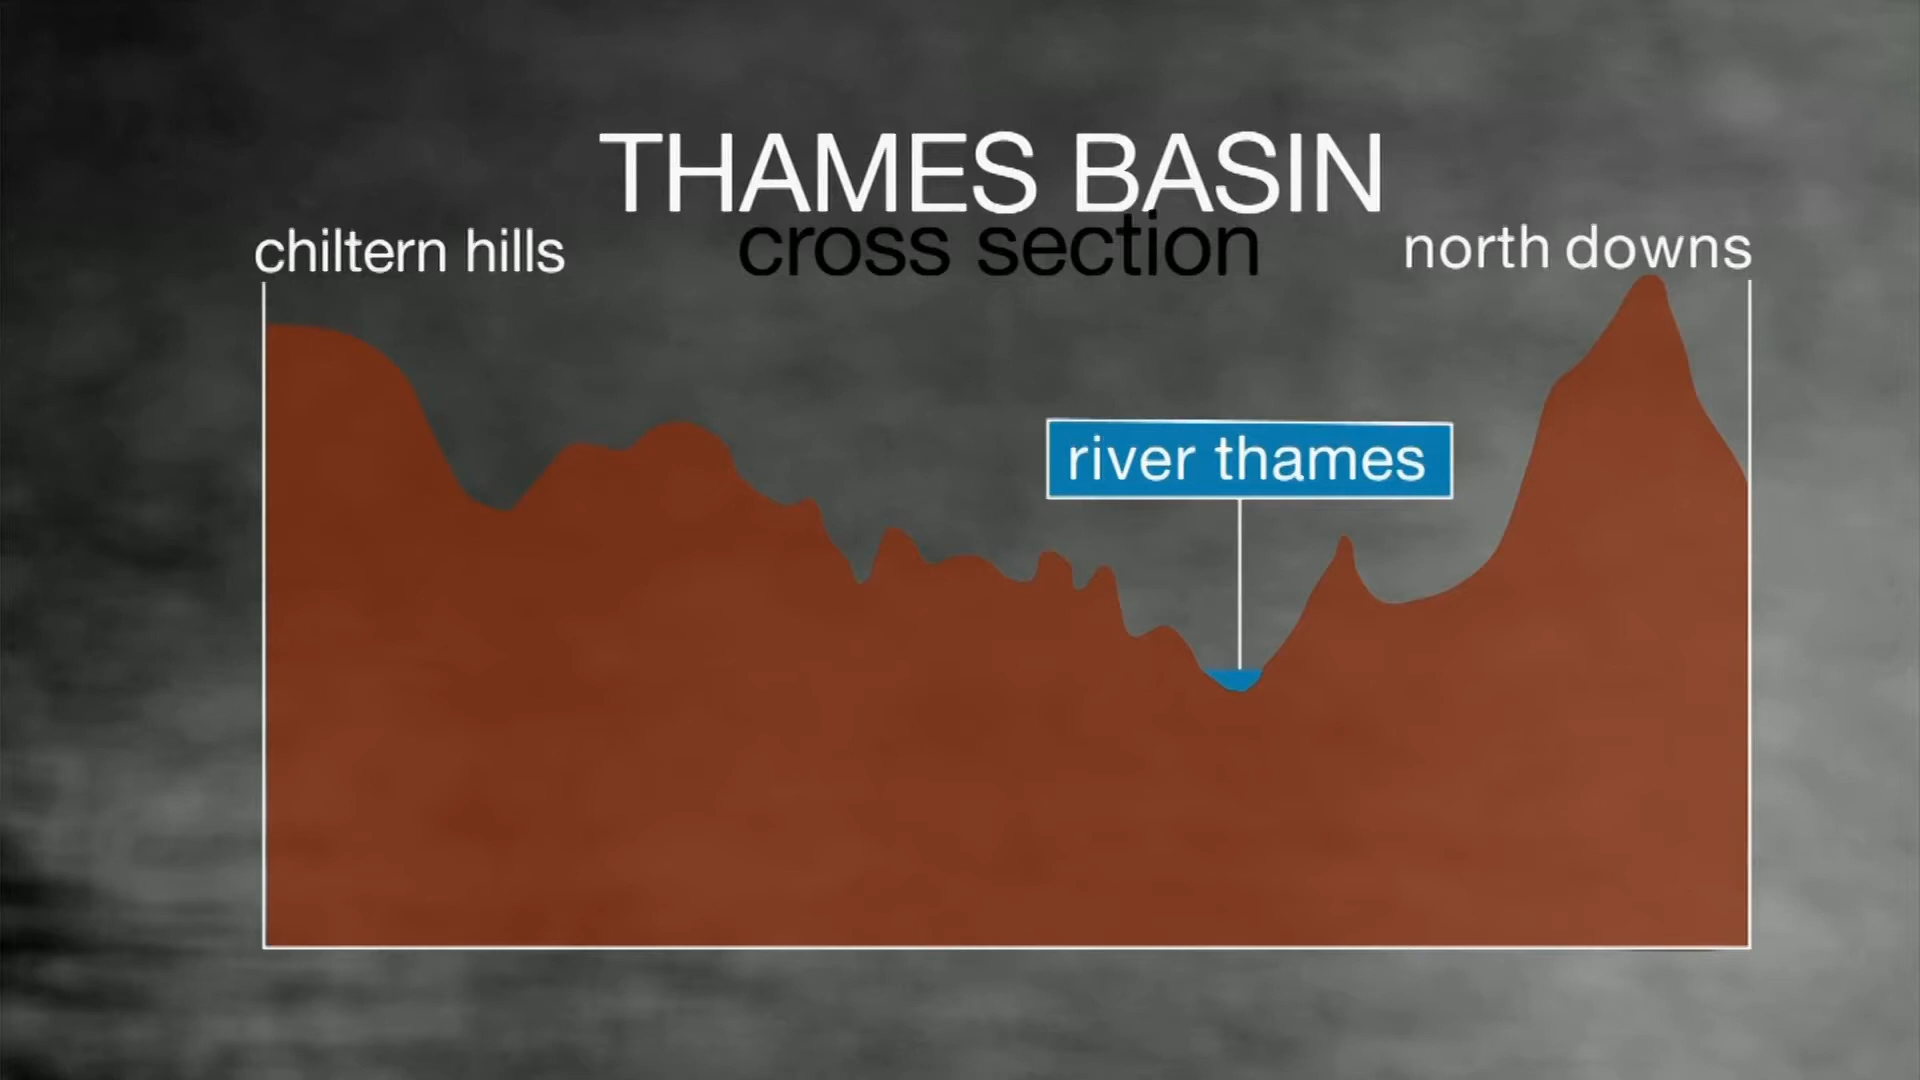 THAMES BASIN
cross section
chiltern hills
north downs
river thames